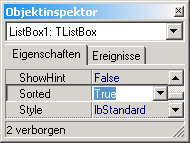 Objektinspektor
ListBox1: TListBox
Eigenschaften Ereignisse
ShowHint False
Sorted True
Style lbStandard
2 verborgen